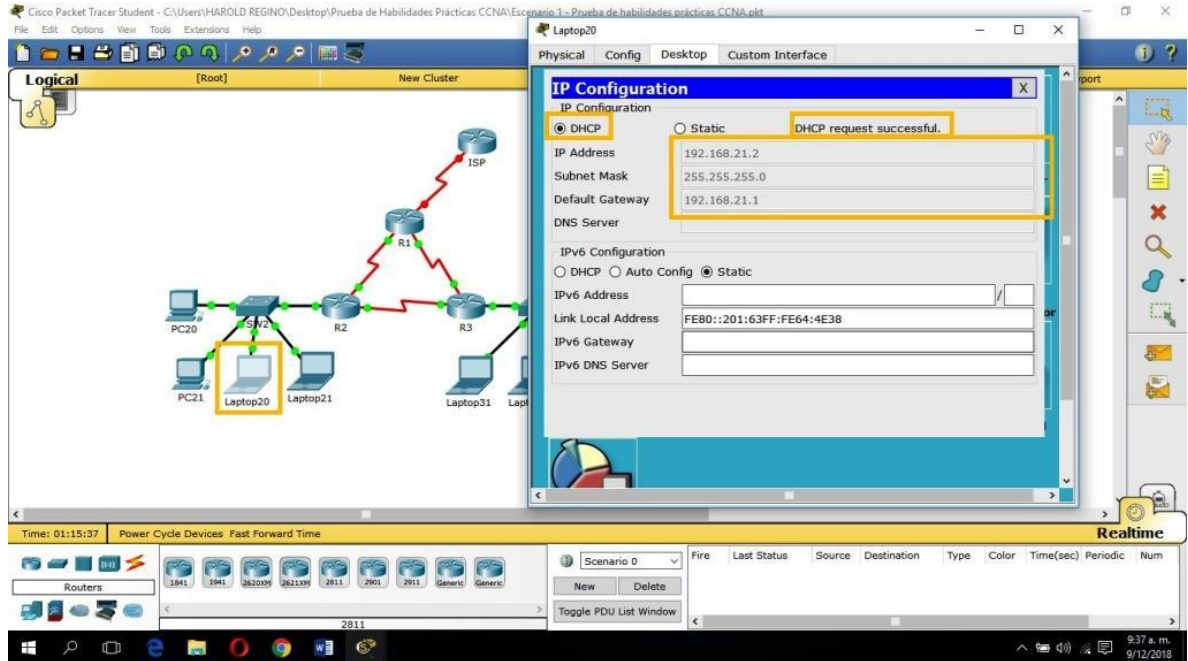 Cisco Packet Tracer Student - C:\Users\HAROLD REGINO\Desktop\Prueba de Habilidades Prácticas CCNA\Escenario 1 - Prueba de habilidades prácticas CCNA.pkt
File Edit Options View Tools Extensions Help
Logical
[Root]
New Cluster
port
ISP
R1
R2
R3
SW2
PC20
PC21
Laptop20
Laptop21
Laptop31
Lap
Laptop20
Physical Config Desktop Custom Interface
IP Configuration X
IP Configuration
DHCP Static DHCP request successful.
IP Address 192.168.21.2
Subnet Mask 255.255.255.0
Default Gateway 192.168.21.1
DNS Server
IPv6 Configuration
DHCP Auto Config Static
IPv6 Address /
Link Local Address FE80::201:63FF:FE64:4E38
IPv6 Gateway
IPv6 DNS Server
or
Time: 01:15:37 Power Cycle Devices Fast Forward Time
Realtime
Routers
1841 1941 2620XM 2621XM 2811 2901 2911 Generic Generic
2811
Scenario 0
New Delete
Toggle PDU List Window
Fire Last Status Source Destination Type Color Time(sec) Periodic Num
9:37 a. m.
9/12/2018